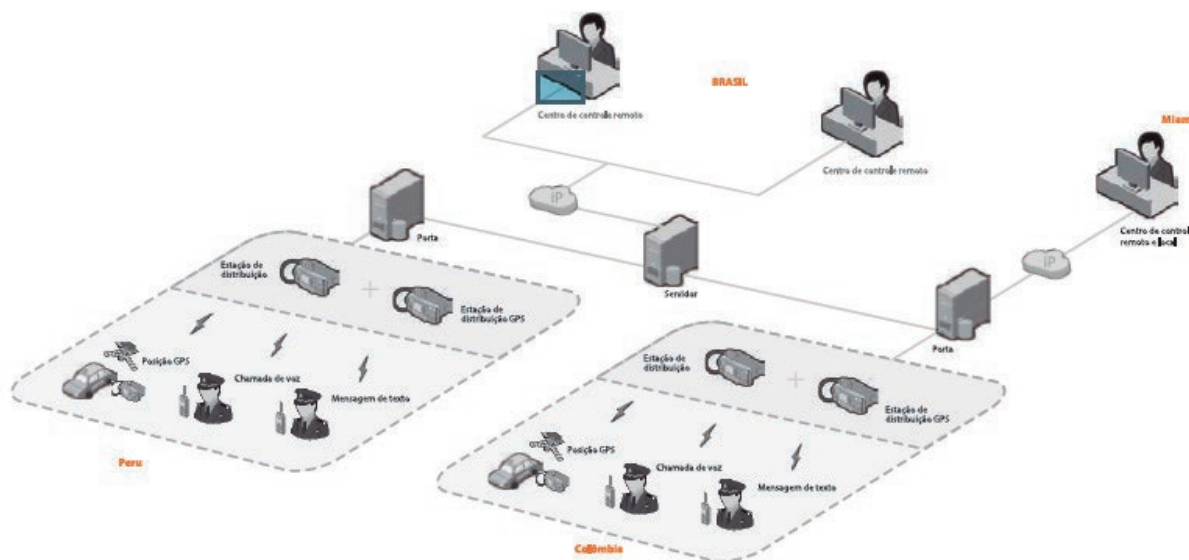 BRASIL
Centro de controle remoto
Centro de controle remoto
Miam
Centro de control
remoto e local
IP
IP
Porta
Servidor
Porta
Estação de
distribuição
Estação de
distribuição GPS
Posição GPS
Chamada de voz
Mensagem de texto
Peru
Estação de
distribuição
Estação de
distribuição GPS
Posição GPS
Chamada de voz
Mensagem de texto
Colômbia